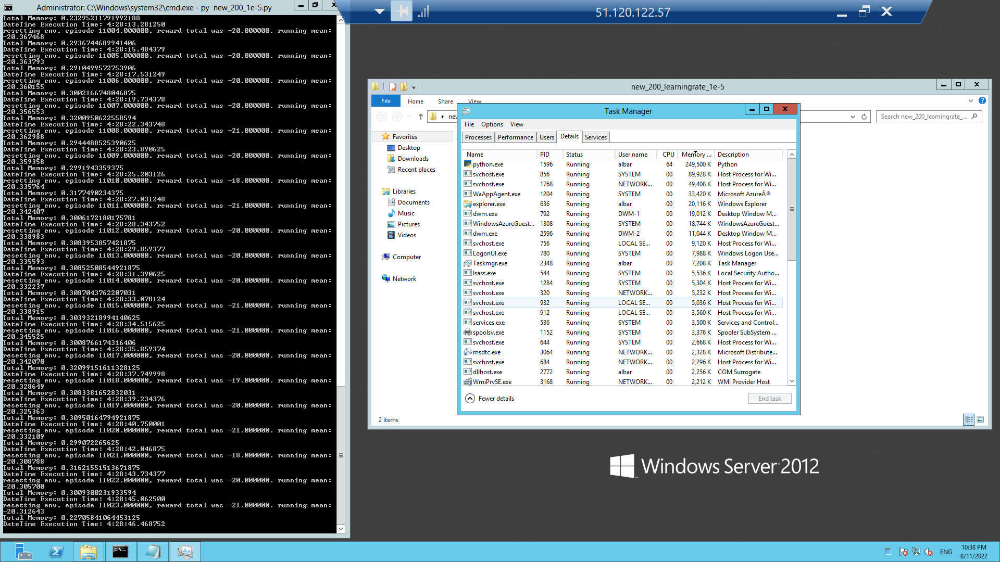 Administrator: C:\Windows\system32\cmd.exe - py  new_200_1e-5.py
Total Memory: 0.23295211791992188
DateTime Execution Time: 4:28:13.281250
resetting env. episode 11004.000000, reward total was -20.000000. running mean:
-20.367468
Total Memory: 0.2936744689941406
DateTime Execution Time: 4:28:15.484379
resetting env. episode 11005.000000, reward total was -20.000000. running mean:
-20.363793
Total Memory: 0.2910499572753906
DateTime Execution Time: 4:28:17.531249
resetting env. episode 11006.000000, reward total was -20.000000. running mean:
-20.360155
Total Memory: 0.3002166748046875
DateTime Execution Time: 4:28:19.734378
resetting env. episode 11007.000000, reward total was -20.000000. running mean:
-20.356553
Total Memory: 0.3200950622558594
DateTime Execution Time: 4:28:22.343748
resetting env. episode 11008.000000, reward total was -21.000000. running mean:
-20.362988
Total Memory: 0.2944488525390625
DateTime Execution Time: 4:28:23.890625
resetting env. episode 11009.000000, reward total was -20.000000. running mean:
-20.359358
Total Memory: 0.2991943359375
DateTime Execution Time: 4:28:25.203126
resetting env. episode 11010.000000, reward total was -18.000000. running mean:
-20.335764
Total Memory: 0.3177490234375
DateTime Execution Time: 4:28:27.031248
resetting env. episode 11011.000000, reward total was -21.000000. running mean:
-20.342407
Total Memory: 0.3006172180175781
DateTime Execution Time: 4:28:28.343752
resetting env. episode 11012.000000, reward total was -20.000000. running mean:
-20.338983
Total Memory: 0.3083953857421875
DateTime Execution Time: 4:28:29.859377
resetting env. episode 11013.000000, reward total was -20.000000. running mean:
-20.335593
Total Memory: 0.30852508544921875
DateTime Execution Time: 4:28:31.390625
resetting env. episode 11014.000000, reward total was -20.000000. running mean:
-20.332237
Total Memory: 0.3087043762207031
DateTime Execution Time: 4:28:33.078124
resetting env. episode 11015.000000, reward total was -21.000000. running mean:
-20.338915
Total Memory: 0.30393218994140625
DateTime Execution Time: 4:28:34.515625
resetting env. episode 11016.000000, reward total was -21.000000. running mean:
-20.345525
Total Memory: 0.3008766174316406
DateTime Execution Time: 4:28:35.859374
resetting env. episode 11017.000000, reward total was -20.000000. running mean:
-20.342070
Total Memory: 0.32099151611328125
DateTime Execution Time: 4:28:37.749998
resetting env. episode 11018.000000, reward total was -19.000000. running mean:
-20.328649
Total Memory: 0.3083381652832031
DateTime Execution Time: 4:28:39.234376
resetting env. episode 11019.000000, reward total was -20.000000. running mean:
-20.325363
Total Memory: 0.30950164794921875
DateTime Execution Time: 4:28:40.750001
resetting env. episode 11020.000000, reward total was -21.000000. running mean:
-20.332109
Total Memory: 0.299072265625
DateTime Execution Time: 4:28:42.046875
resetting env. episode 11021.000000, reward total was -18.000000. running mean:
-20.308788
Total Memory: 0.31621551513671875
DateTime Execution Time: 4:28:43.734377
resetting env. episode 11022.000000, reward total was -20.000000. running mean:
-20.305700
Total Memory: 0.3009300231933594
DateTime Execution Time: 4:28:45.062500
resetting env. episode 11023.000000, reward total was -21.000000. running mean:
-20.312643
Total Memory: 0.22705841064453125
DateTime Execution Time: 4:28:46.468752
51.120.122.57
new_200_learningrate_1e-5
File Home Share View
nev
Search new_200_learningrate_...
Favorites
Desktop
Downloads
Recent places
Libraries
Documents
Music
Pictures
Videos
Computer
Network
2 items
Task Manager
File Options View
Processes Performance Users Details Services
Name PID Status User name CPU Memory ... Description
python.exe 1596 Running albar 64 249,500 K Python
svchost.exe 856 Running SYSTEM 00 89,928 K Host Process for Wi...
svchost.exe 1768 Running NETWORK... 00 49,408 K Host Process for Wi...
WaAppAgent.exe 1204 Running SYSTEM 00 33,420 K Microsoft AzureÂ®
explorer.exe 636 Running albar 00 20,116 K Windows Explorer
dwm.exe 792 Running DWM-1 00 19,012 K Desktop Window M...
WindowsAzureGuest... 1308 Running SYSTEM 00 18,744 K WindowsAzureGuest...
dwm.exe 2596 Running DWM-2 00 11,044 K Desktop Window M...
svchost.exe 756 Running LOCAL SE... 00 9,120 K Host Process for Wi...
LogonUI.exe 780 Running SYSTEM 00 7,988 K Windows Logon Use...
Taskmgr.exe 2348 Running albar 00 7,208 K Task Manager
lsass.exe 544 Running SYSTEM 00 5,536 K Local Security Autho...
svchost.exe 1284 Running SYSTEM 00 5,304 K Host Process for Wi...
svchost.exe 320 Running NETWORK... 00 5,232 K Host Process for Wi...
svchost.exe 932 Running LOCAL SE... 00 5,036 K Host Process for Wi...
svchost.exe 912 Running LOCAL SE... 00 3,560 K Host Process for Wi...
services.exe 536 Running SYSTEM 00 3,500 K Services and Control...
spoolsv.exe 1152 Running SYSTEM 00 3,376 K Spooler SubSystem ...
svchost.exe 644 Running SYSTEM 00 2,668 K Host Process for Wi...
msdtc.exe 3064 Running NETWORK... 00 2,328 K Microsoft Distribute...
svchost.exe 684 Running NETWORK... 00 2,296 K Host Process for Wi...
dllhost.exe 2772 Running albar 00 2,256 K COM Surrogate
WmiPrvSE.exe 3168 Running NETWORK... 00 2,212 K WMI Provider Host
Fewer details
End task
Windows Server 2012
ENG
10:38 PM
8/11/2022